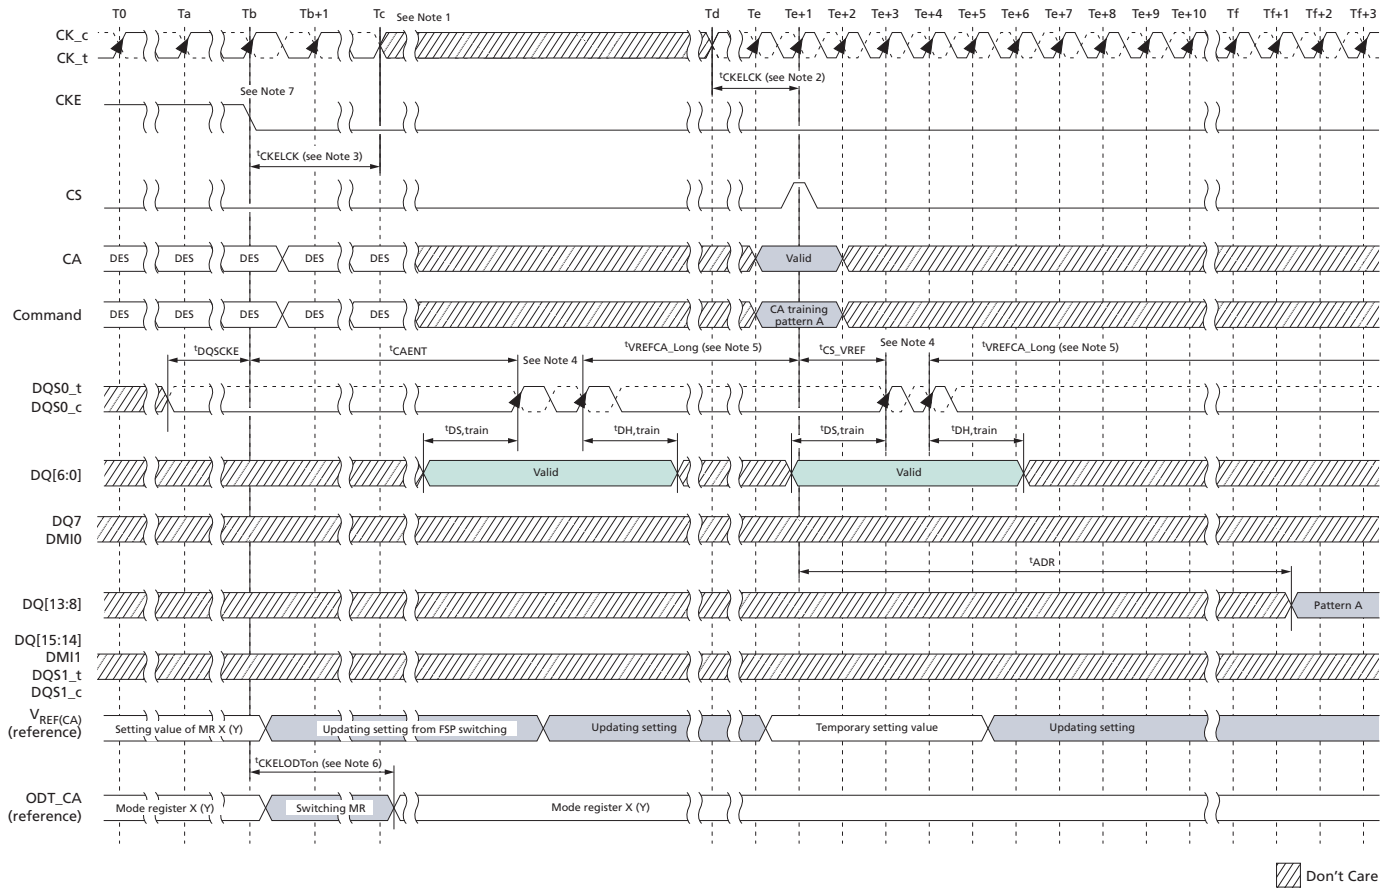 T0 Ta Tb Tb+1 Tc See Note 1 Td Te Te+1 Te+2 Te+3 Te+4 Te+5 Te+6 Te+7 Te+8 Te+9 Te+10 Tf Tf+1 Tf+2 Tf+3
CK_c
CK_t
tCKELCK (see Note 2)
CKE
See Note 7
tCKELCK (see Note 3)
CS
CA DES DES DES DES DES Valid
Command DES DES DES DES DES CA training
pattern A
tDQSCKE tCAENT See Note 4 tVREFCA_Long (see Note 5) tCS_VREF See Note 4 tVREFCA_Long (see Note 5)
DQS0_t
DQS0_c
tDS,train tDH,train tDS,train tDH,train
DQ[6:0] Valid Valid
DQ7
DMI0
tADR
DQ[13:8] Pattern A
DQ[15:14]
DMI1
DQS1_t
DQS1_c
VREF(CA)
(reference) Setting value of MR X (Y) Updating setting from FSP switching Updating setting Temporary setting value Updating setting
tCKELODTon (see Note 6)
ODT_CA
(reference) Mode register X (Y) Switching MR Mode register X (Y)
Don't Care